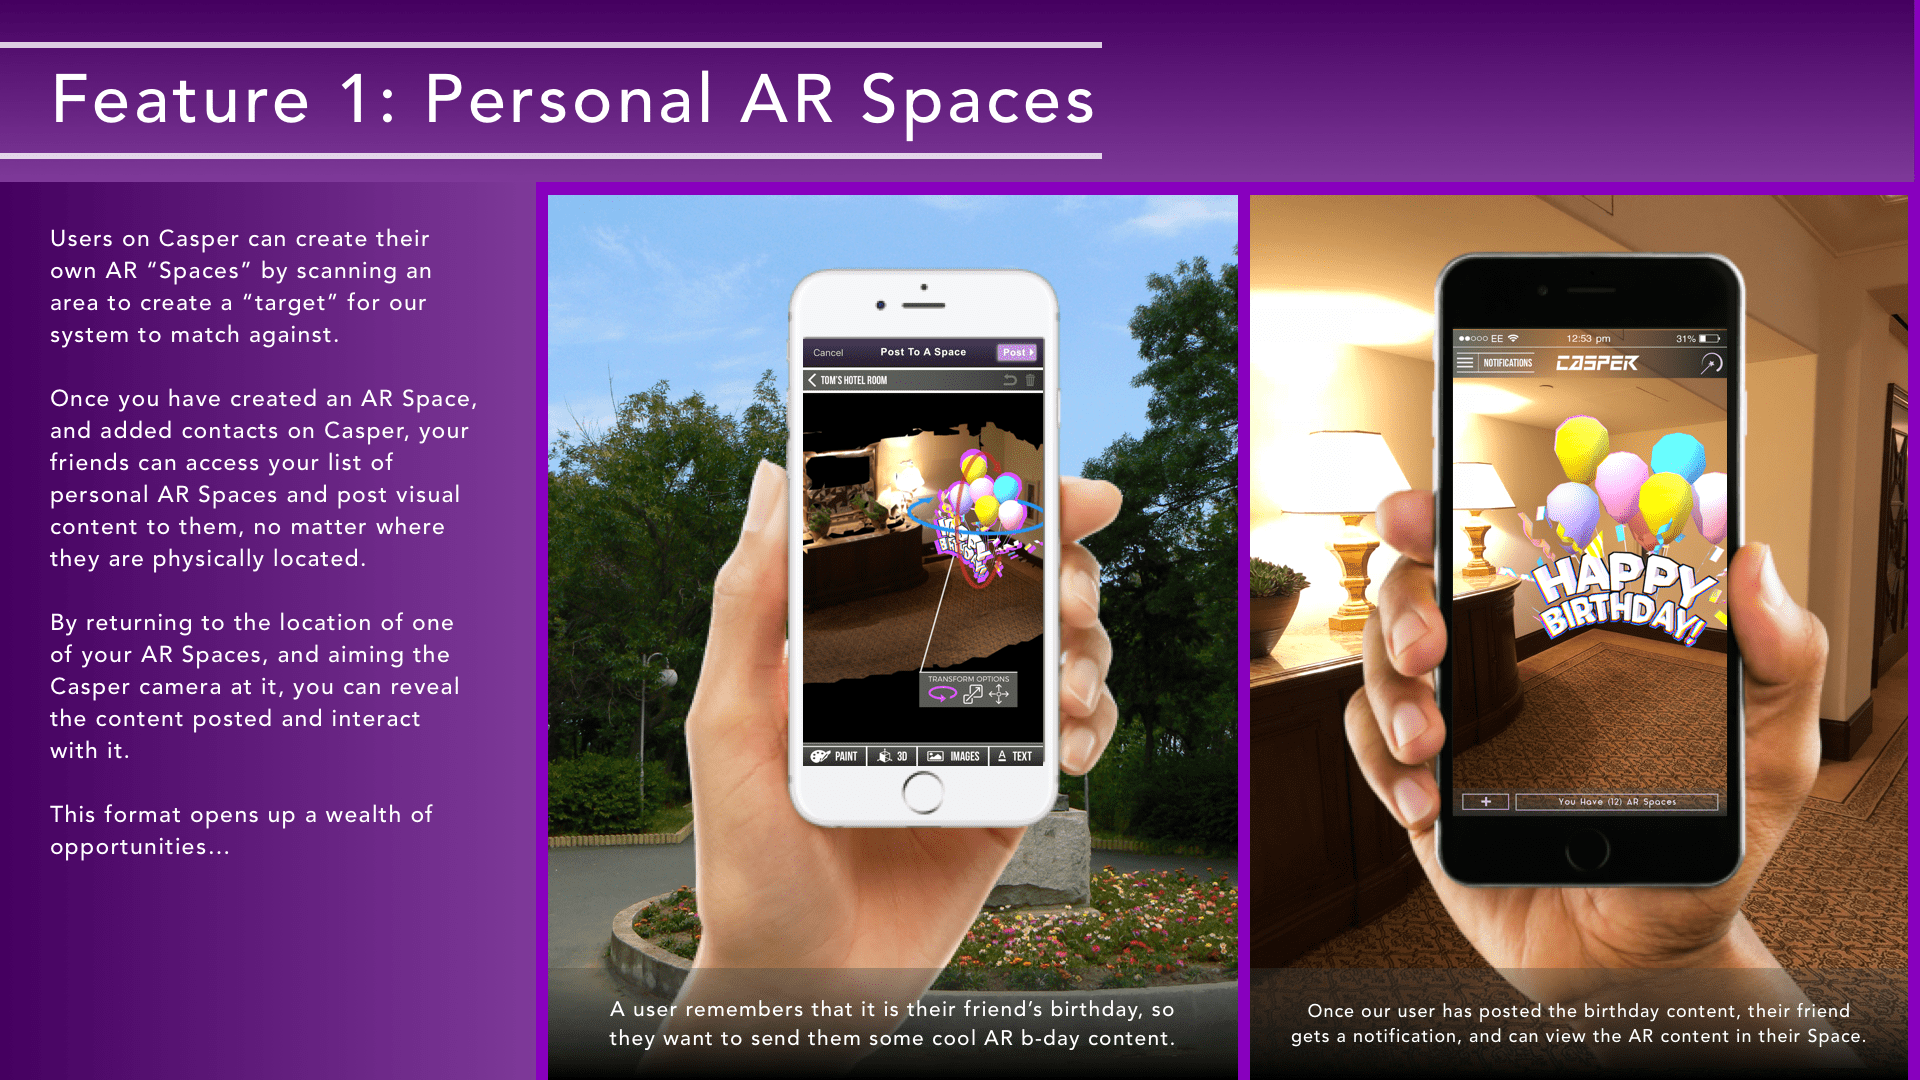 Feature 1: Personal AR Spaces
Users on Casper can create their
own AR “Spaces” by scanning an
area to create a “target” for our
system to match against.
Once you have created an AR Space,
and added contacts on Casper, your
friends can access your list of
personal AR Spaces and post visual
content to them, no matter where
they are physically located.
By returning to the location of one
of your AR Spaces, and aiming the
Casper camera at it, you can reveal
the content posted and interact
with it.
This format opens up a wealth of
opportunities...
Cancel Post To A Space Post
TOM'S HOTEL ROOM
HAPPY
BIRTHDAY!
TRANSFORM OPTIONS
PAINT 3D IMAGES A TEXT
A user remembers that it is their friend’s birthday, so
they want to send them some cool AR b-day content.
EE 12:53 pm 31%
NOTIFICATIONS CASPER
HAPPY
BIRTHDAY!
+ You Have (12) AR Spaces
Once our user has posted the birthday content, their friend
gets a notification, and can view the AR content in their Space.